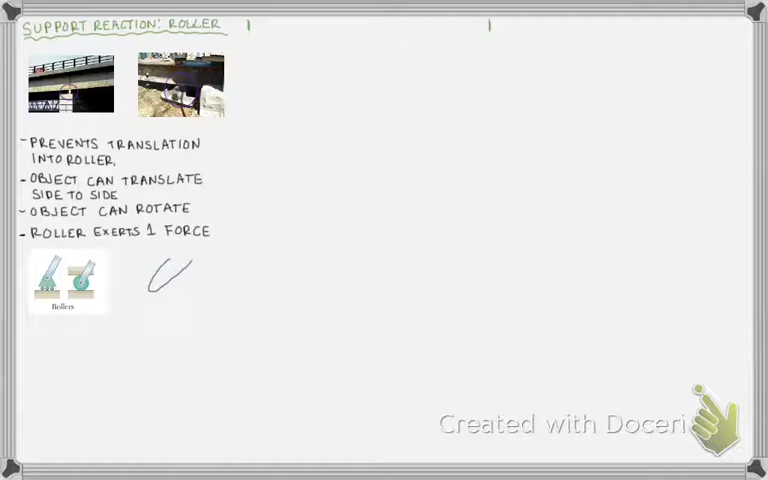 SUPPORT REACTION: ROLLER
- PREVENTS TRANSLATION
INTO ROLLER.
- OBJECT CAN TRANSLATE
SIDE TO SIDE
- OBJECT CAN ROTATE
- ROLLER EXERTS 1 FORCE
Rollers
Created with Doceri